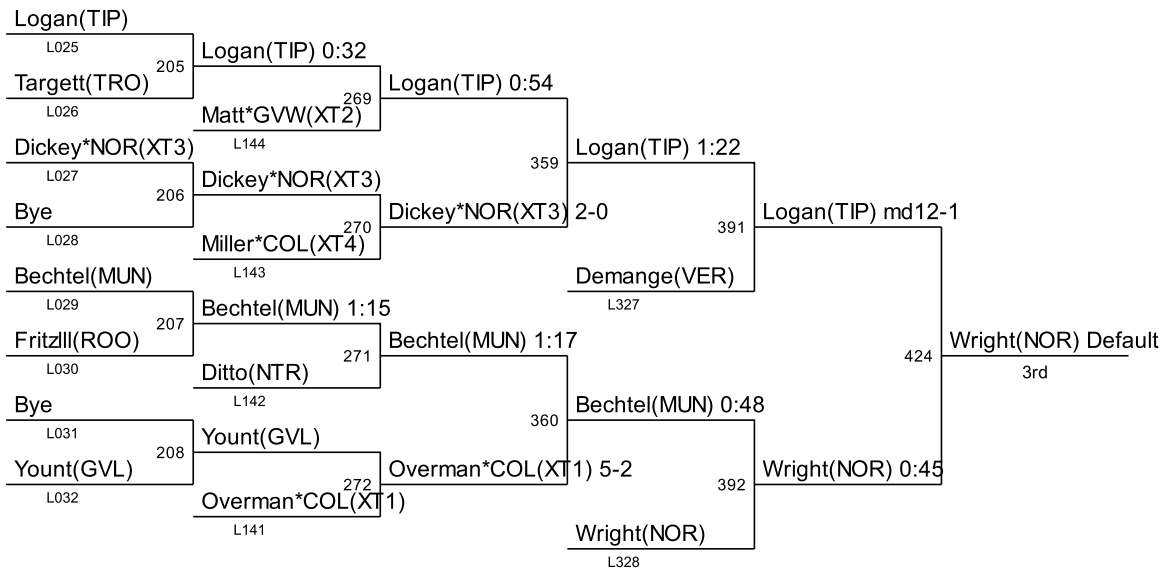 Logan(TIP)
L025
205
Logan(TIP) 0:32
Targett(TRO)
L026
269
Logan(TIP) 0:54
Matt*GVW(XT2)
L144
Dickey*NOR(XT3)
L027
206
Dickey*NOR(XT3)
359
Logan(TIP) 1:22
Bye
L028
270
Dickey*NOR(XT3) 2-0
Miller*COL(XT4)
L143
391
Logan(TIP) md12-1
Demange(VER)
L327
Bechtel(MUN)
L029
207
Bechtel(MUN) 1:15
FritzIII(ROO)
L030
271
Bechtel(MUN) 1:17
Ditto(NTR)
L142
424
Wright(NOR) Default
3rd
Bye
L031
208
Yount(GVL)
360
Bechtel(MUN) 0:48
Yount(GVL)
L032
272
Overman*COL(XT1) 5-2
Overman*COL(XT1)
L141
392
Wright(NOR) 0:45
Wright(NOR)
L328